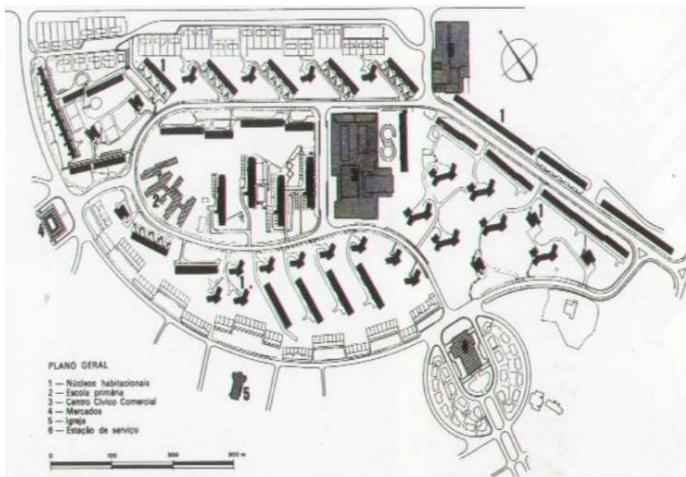 1
1
2
5
PLANO GERAL
1 — Núcleos habitacionais
2 — Escola primária
3 — Centro Cívico Comercial
4 — Mercados
5 — Igreja
6 — Estação de serviço
0 100 200 300 m